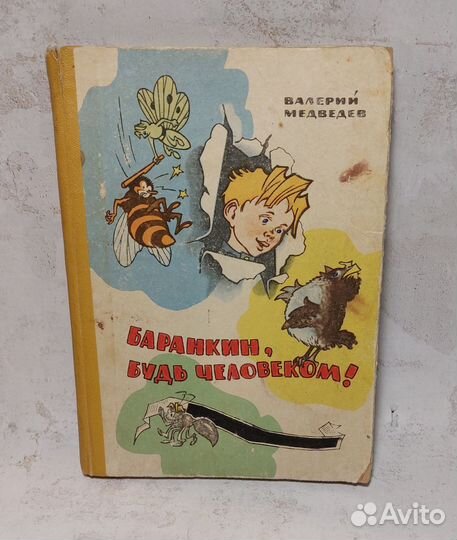 ВАЛЕРИЙ
МЕДВЕДЕВ
БАРАНКИН,
БУДЬ ЧЕЛОВЕКОМ!
Avito